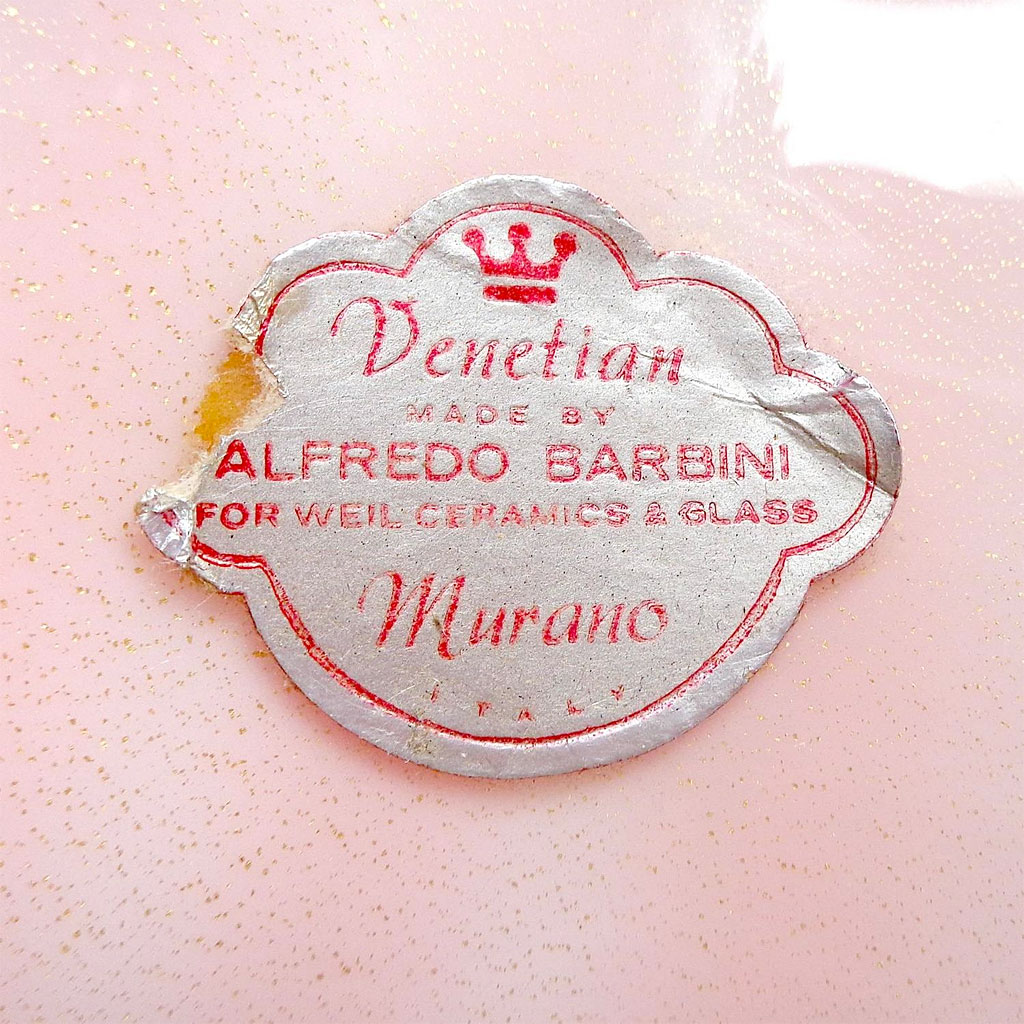 Venetian
MADE BY
ALFREDO BARBINI
FOR WEIL CERAMICS & GLASS
Murano
ITALY